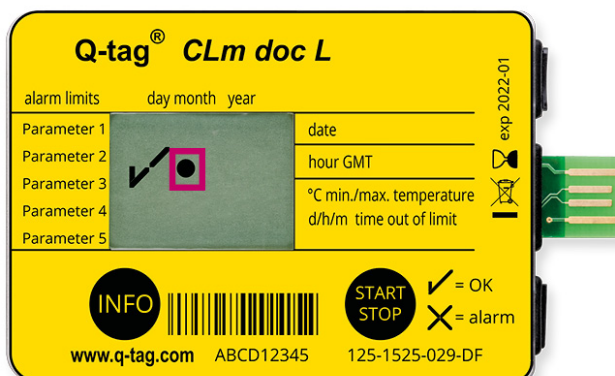 Q-tag® CLm doc L
alarm limits day month year
Parameter 1
Parameter 2
Parameter 3
Parameter 4
Parameter 5
date
hour GMT
°C min./max. temperature
d/h/m time out of limit
exp 2022-01
INFO
START
STOP
= OK
= alarm
www.q-tag.com ABCD12345 125-1525-029-DF